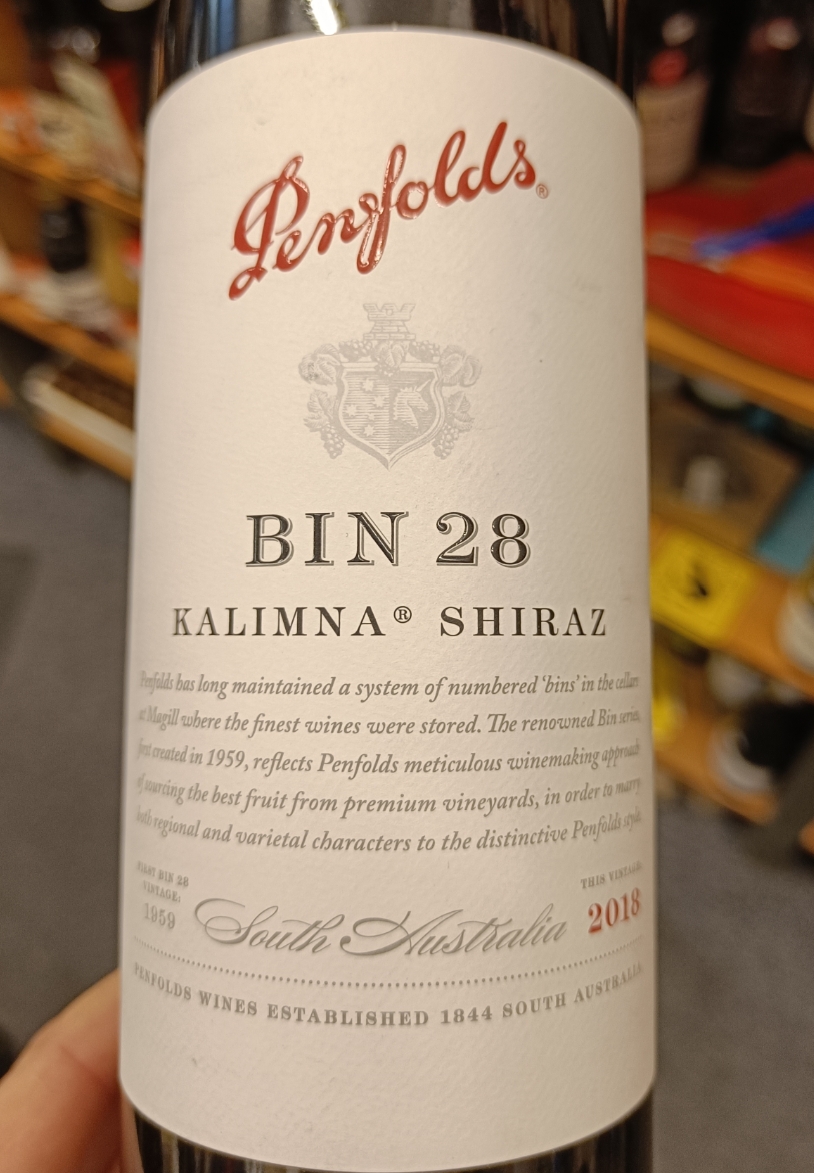 Penfolds®
BIN 28
KALIMNA® SHIRAZ
Penfolds has long maintained a system of numbered 'bins' in the cellars
at Magill where the finest wines were stored. The renowned Bin series,
first created in 1959, reflects Penfolds meticulous winemaking approach
of sourcing the best fruit from premium vineyards, in order to marry
both regional and varietal characters to the distinctive Penfolds style.
FIRST BIN 28
VINTAGE:
1959
South Australia
THIS VINTAGE:
2018
PENFOLDS WINES ESTABLISHED 1844 SOUTH AUSTRALIA